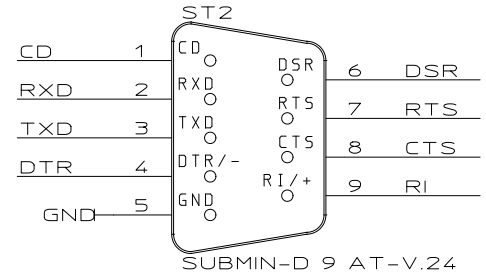 ST2
CD 1 CD
DSR 6 DSR
RXD 2 RXD
RTS 7 RTS
TXD 3 TXD
CTS 8 CTS
DTR 4 DTR/-
RI/+ 9 RI
GND 5 GND
SUBMIN-D 9 AT-V.24